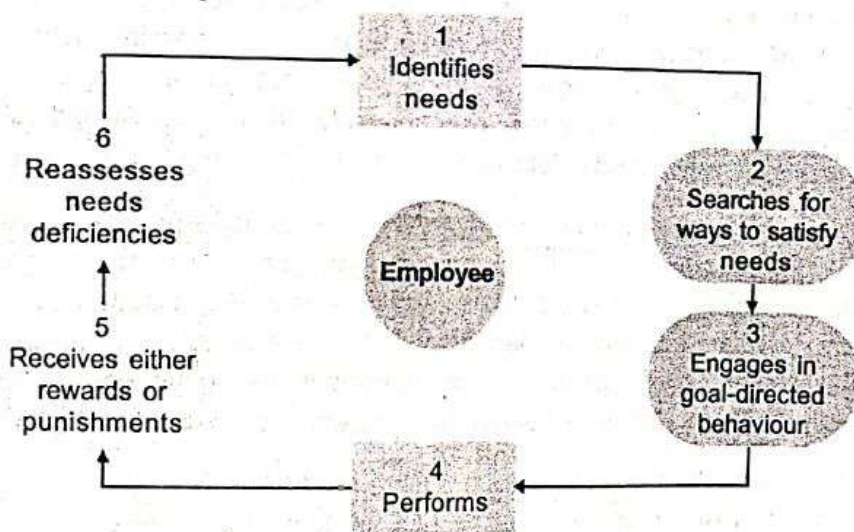 1
Identifies
needs
2
Searches for
ways to satisfy
needs
3
Engages in
goal-directed
behaviour
4
Performs
5
Receives either
rewards or
punishments
6
Reassesses
needs
deficiencies
Employee